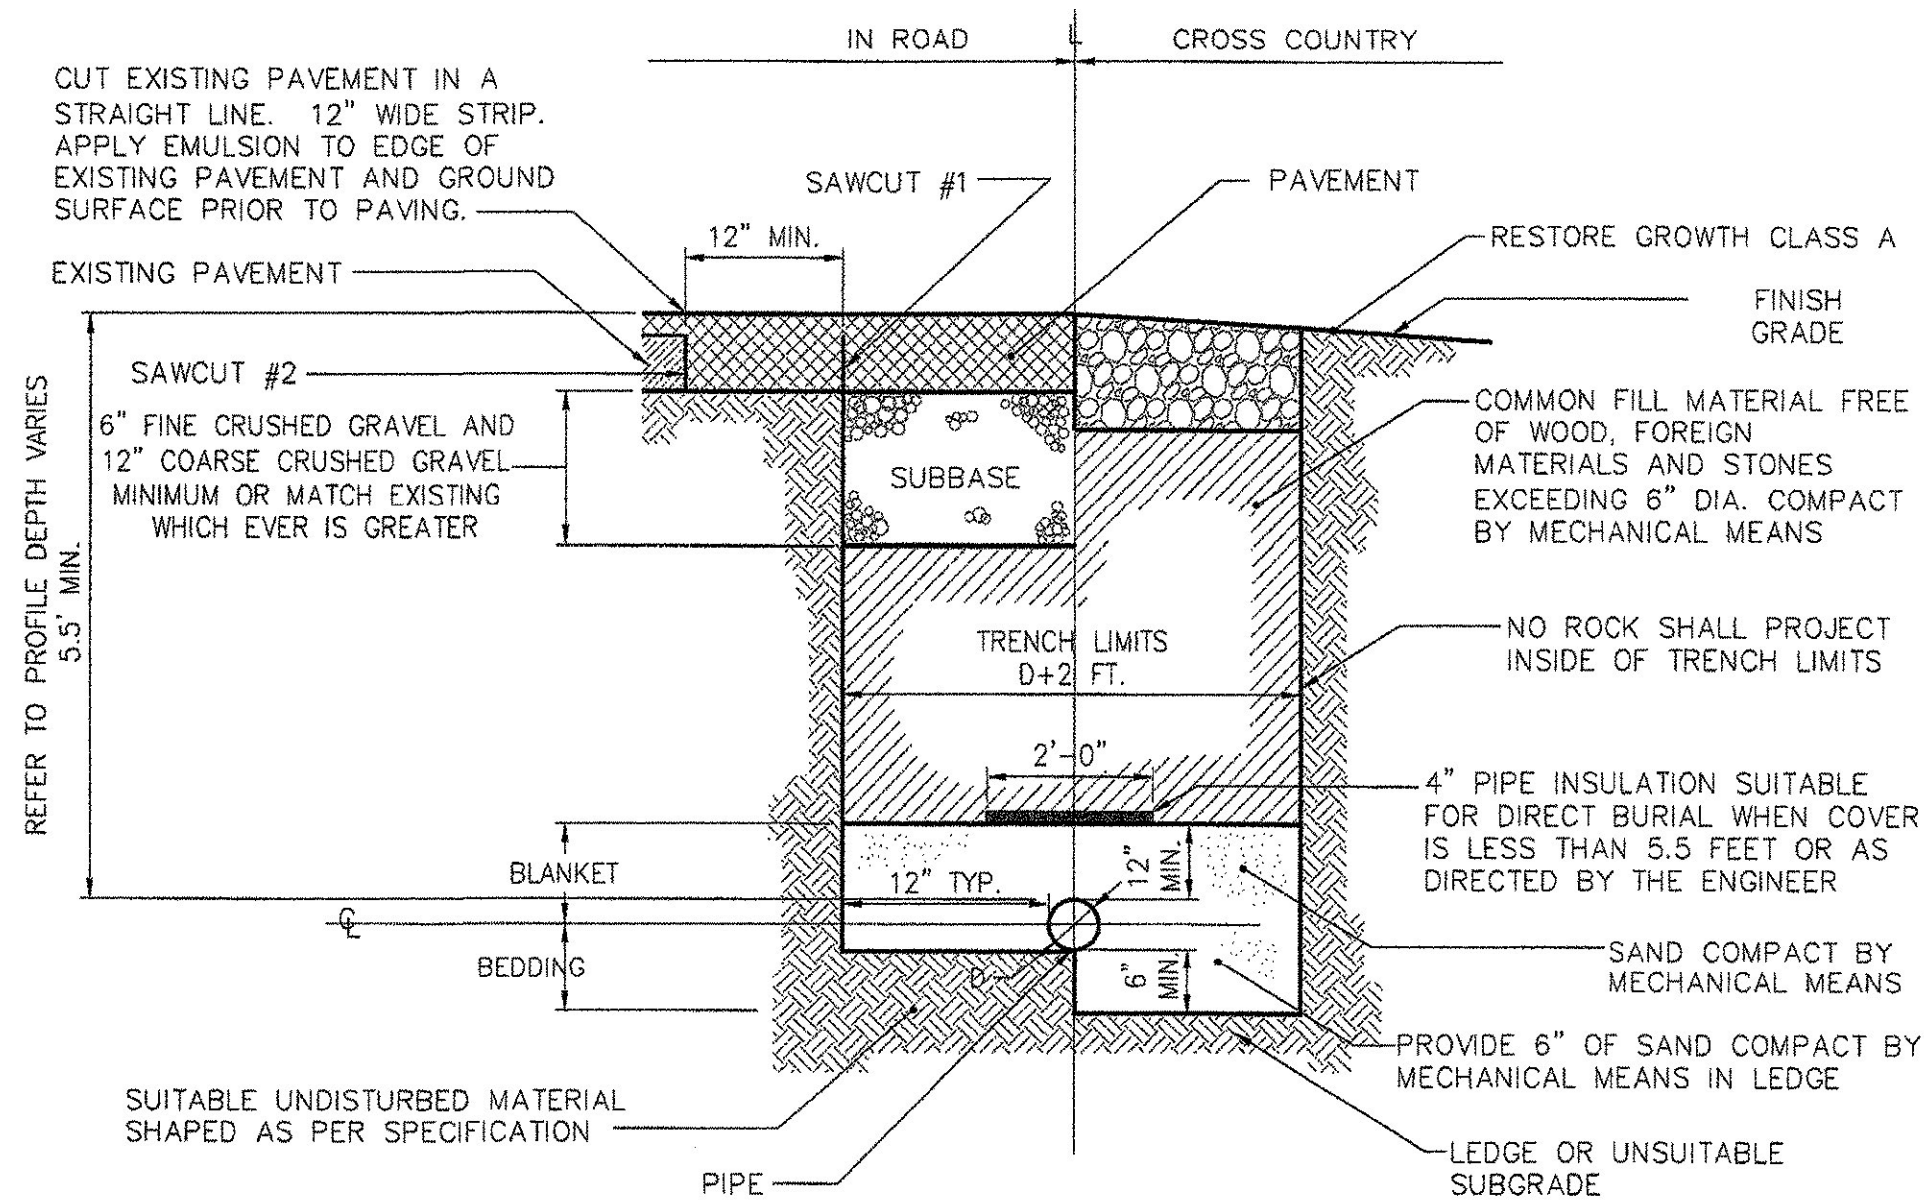 IN ROAD
CROSS COUNTRY
CUT EXISTING PAVEMENT IN A
STRAIGHT LINE. 12" WIDE STRIP.
APPLY EMULSION TO EDGE OF
EXISTING PAVEMENT AND GROUND
SURFACE PRIOR TO PAVING.
SAWCUT #1
PAVEMENT
12" MIN.
RESTORE GROWTH CLASS A
EXISTING PAVEMENT
FINISH
GRADE
SAWCUT #2
6" FINE CRUSHED GRAVEL AND
12" COARSE CRUSHED GRAVEL
MINIMUM OR MATCH EXISTING
WHICH EVER IS GREATER
SUBBASE
COMMON FILL MATERIAL FREE
OF WOOD, FOREIGN
MATERIALS AND STONES
EXCEEDING 6" DIA. COMPACT
BY MECHANICAL MEANS
REFER TO PROFILE DEPTH VARIES
5.5' MIN.
TRENCH LIMITS
D+2 FT.
NO ROCK SHALL PROJECT
INSIDE OF TRENCH LIMITS
2'-0"
4" PIPE INSULATION SUITABLE
FOR DIRECT BURIAL WHEN COVER
IS LESS THAN 5.5 FEET OR AS
DIRECTED BY THE ENGINEER
BLANKET
12" TYP.
12"
MIN.
CL
BEDDING
D
6"
MIN.
SAND COMPACT BY
MECHANICAL MEANS
PROVIDE 6" OF SAND COMPACT BY
MECHANICAL MEANS IN LEDGE
SUITABLE UNDISTURBED MATERIAL
SHAPED AS PER SPECIFICATION
LEDGE OR UNSUITABLE
SUBGRADE
PIPE